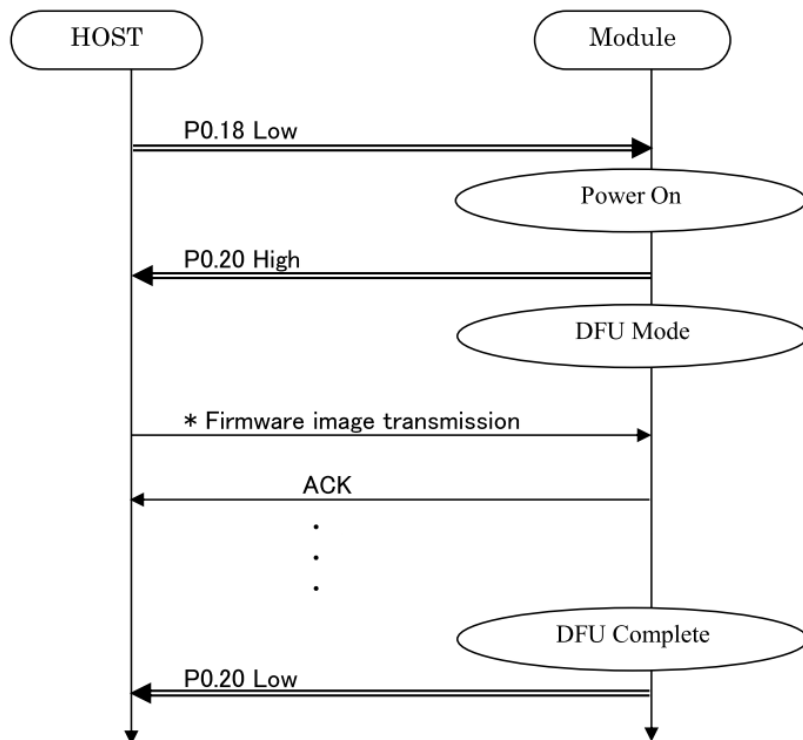 HOST
Module
P0.18 Low
Power On
P0.20 High
DFU Mode
* Firmware image transmission
ACK
.
.
.
DFU Complete
P0.20 Low